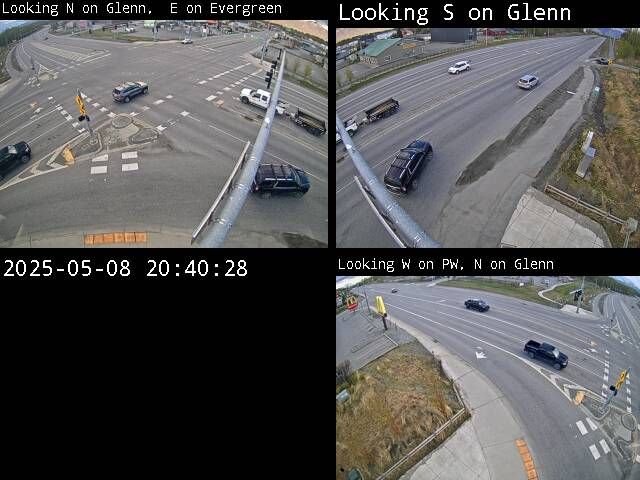 Looking N on Glenn,  E on Evergreen
Looking S on Glenn
2025-05-08 20:40:28
Looking W on PW, N on Glenn